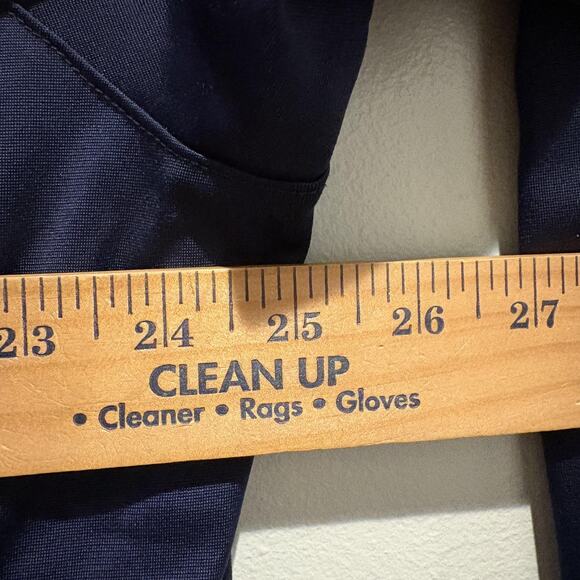 23 24 25 26 27
CLEAN UP
• Cleaner • Rags • Gloves